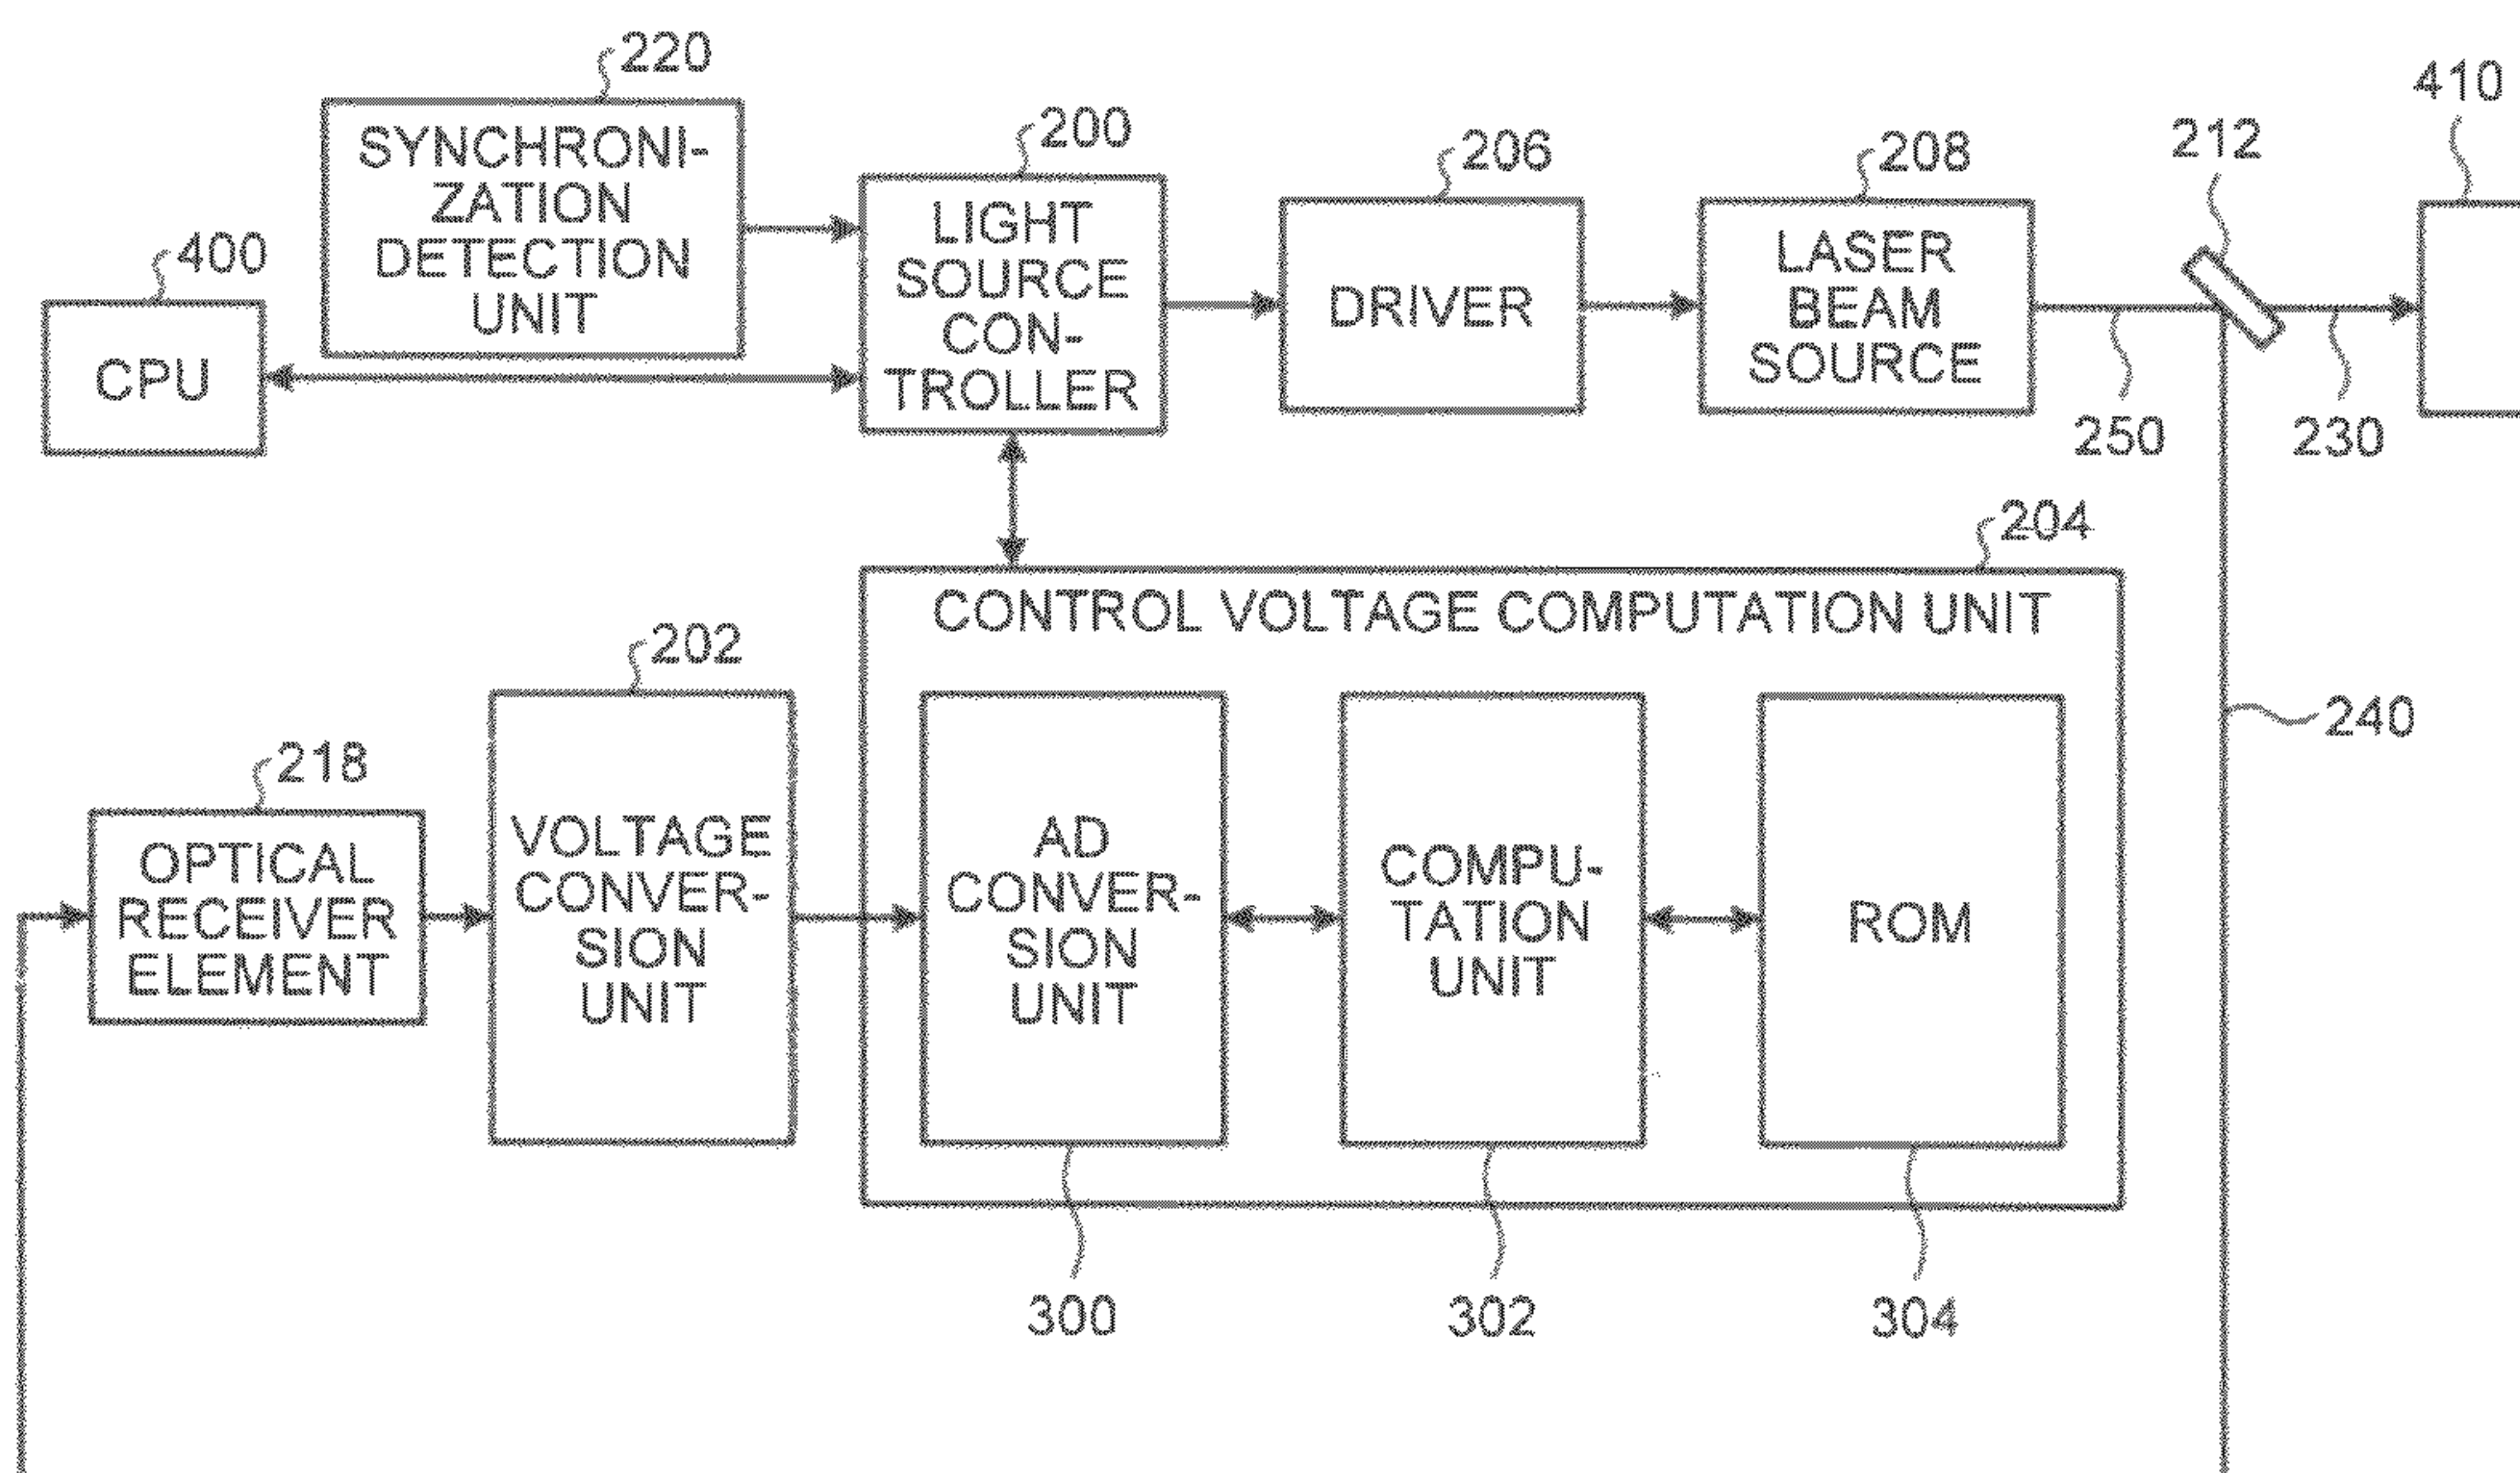 220
SYNCHRONI-
ZATION
DETECTION
UNIT
400
CPU
200
LIGHT
SOURCE
CON-
TROLLER
206
DRIVER
208
LASER
BEAM
SOURCE
212
410
250
230
204
CONTROL VOLTAGE COMPUTATION UNIT
202
VOLTAGE
CONVER-
SION
UNIT
218
OPTICAL
RECEIVER
ELEMENT
AD
CONVER-
SION
UNIT
COMPU-
TATION
UNIT
ROM
240
300
302
304